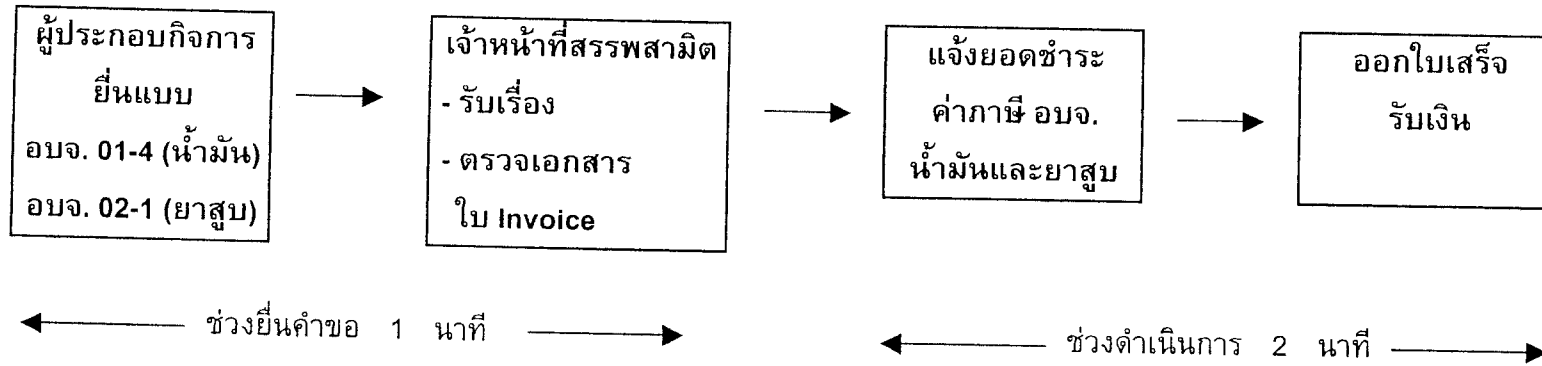 ผู้ประกอบกิจการ
ยื่นแบบ
อบจ. 01-4 (น้ำมัน)
อบจ. 02-1 (ยาสูบ)
เจ้าหน้าที่สรรพสามิต
- รับเรื่อง
- ตรวจเอกสาร
ใบ Invoice
แจ้งยอดชำระ
ค่าภาษี อบจ.
น้ำมันและยาสูบ
ออกใบเสร็จ
รับเงิน
ช่วงยื่นคำขอ 1 นาที
ช่วงดำเนินการ 2 นาที